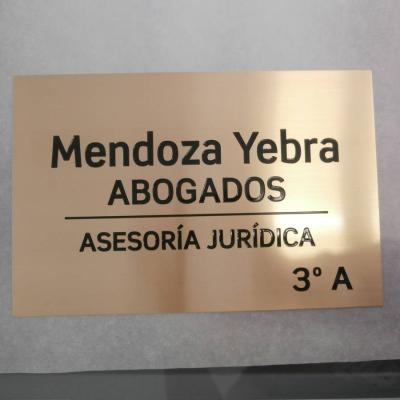 Mendoza Yebra
ABOGADOS
ASESORÍA JURÍDICA
3º A